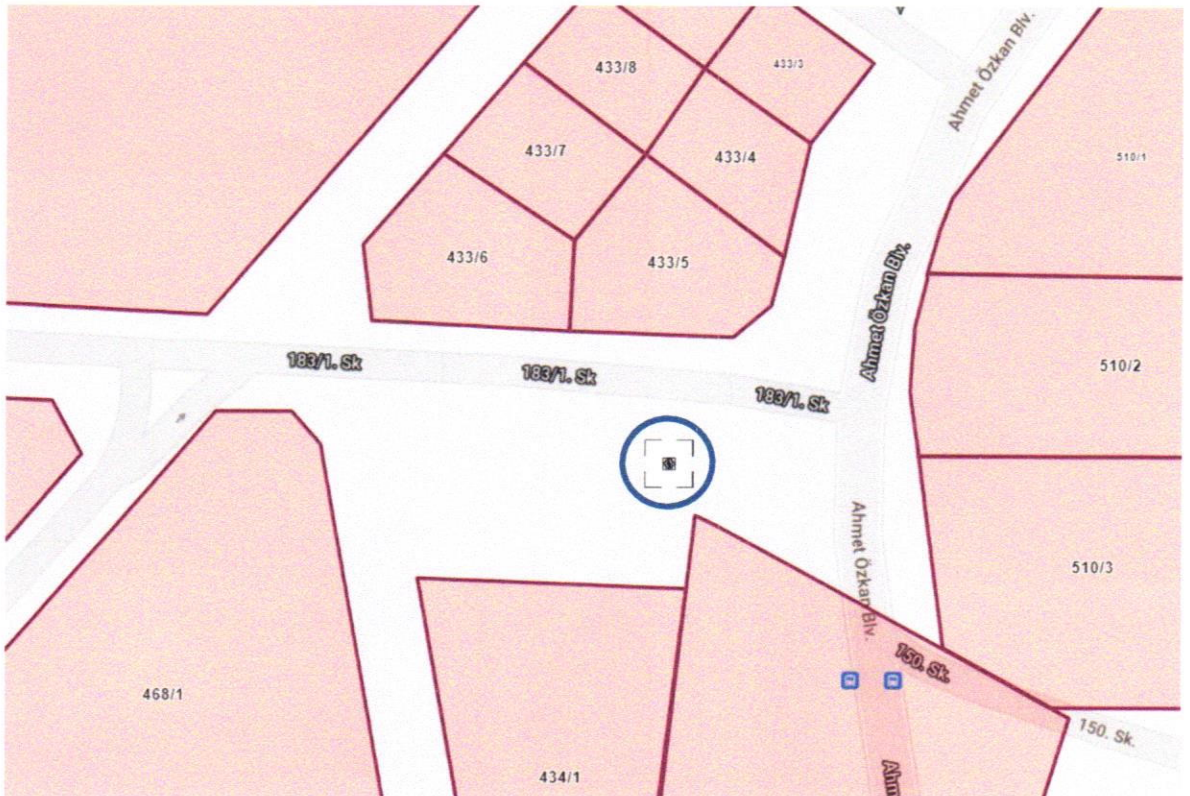 Ahmet Özkan Blv.
433/8
433/3
433/7
433/4
510/1
433/6
433/5
Ahmet Özkan Blv.
183/1. Sk
183/1. Sk
183/1. Sk
510/2
Ahmet Özkan Blv.
510/3
150. Sk.
468/1
150. Sk.
434/1
Ahm